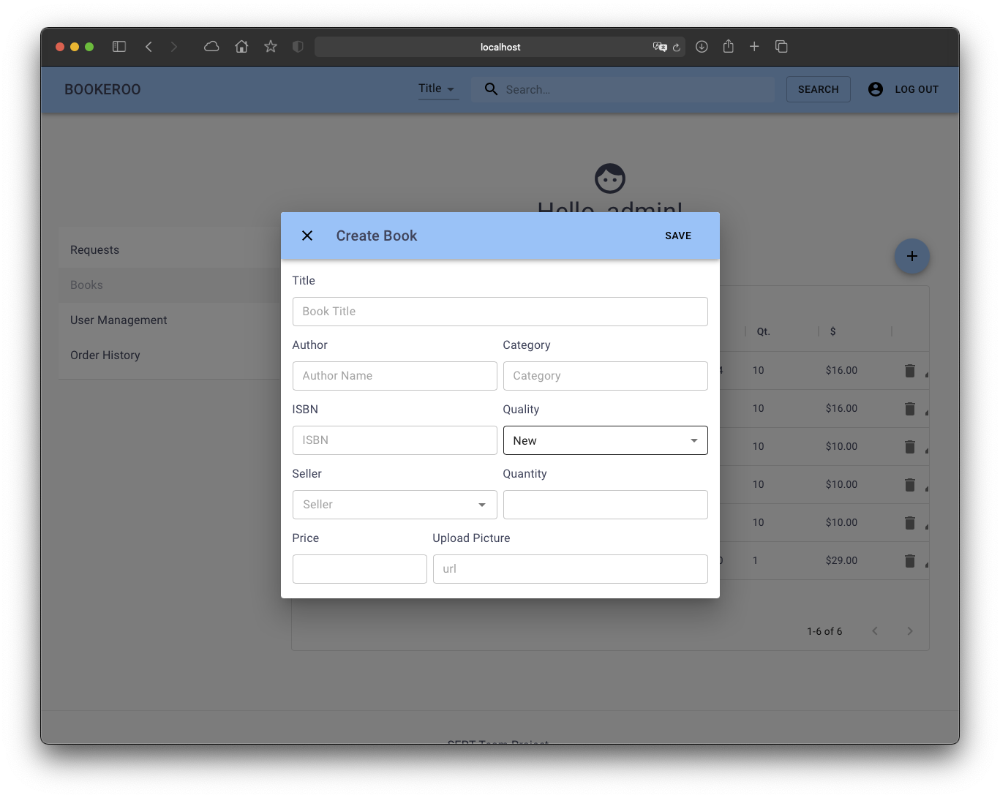 localhost
BOOKEROO
Title
Search...
SEARCH
LOG OUT
Hello, admin!
Requests
Books
User Management
Order History
Create Book
SAVE
Title
Book Title
Author
Category
Author Name
Category
ISBN
Quality
ISBN
New
Seller
Quantity
Seller
Price
Upload Picture
url
Qt.
$
10
$16.00
10
$16.00
10
$10.00
10
$10.00
10
$10.00
1
$29.00
1-6 of 6
SEPT Team Project